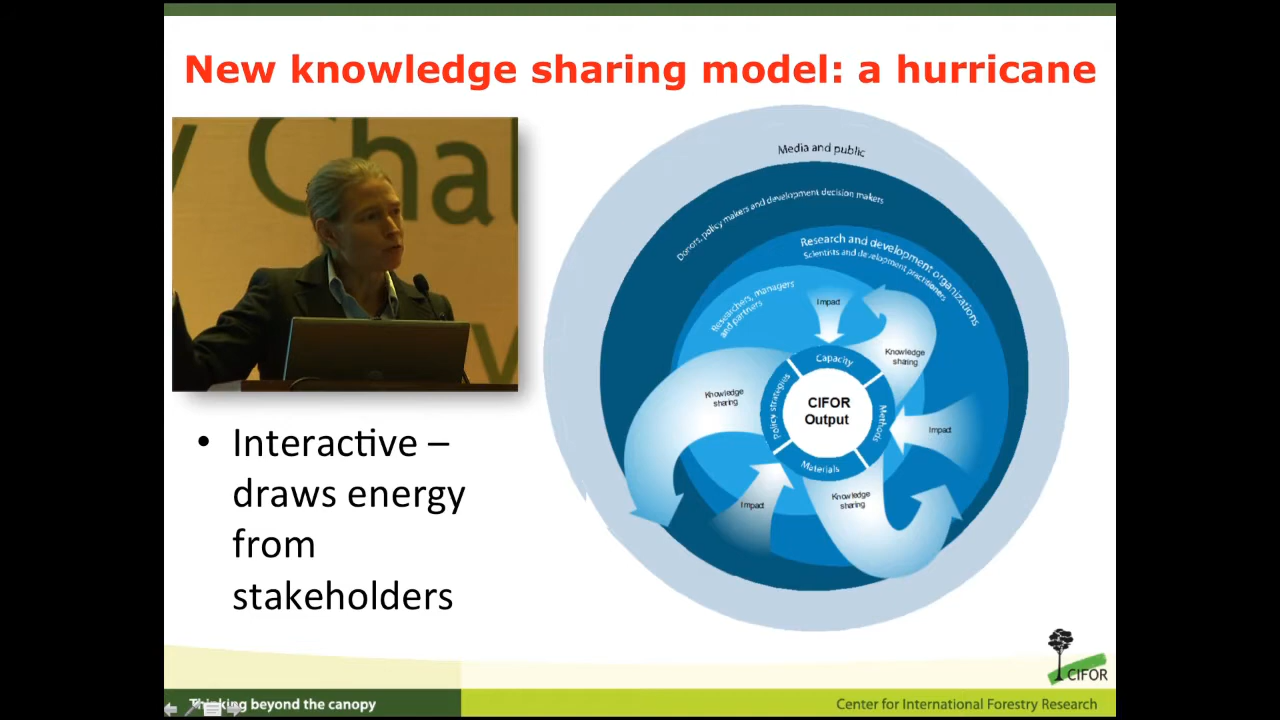 New knowledge sharing model: a hurricane
y Chal
• Interactive –
draws energy
from
stakeholders
Media and public
Donors, policy makers and development decision makers
Research and development organizations
Scientists and development practitioners
Researchers, managers
and partners
Impact
Knowledge
sharing
Capacity
Knowledge
sharing
Policy strategies
CIFOR
Output
Methods
Impact
Materials
Knowledge
sharing
Impact
CIFOR
Thinking beyond the canopy
Center for International Forestry Research